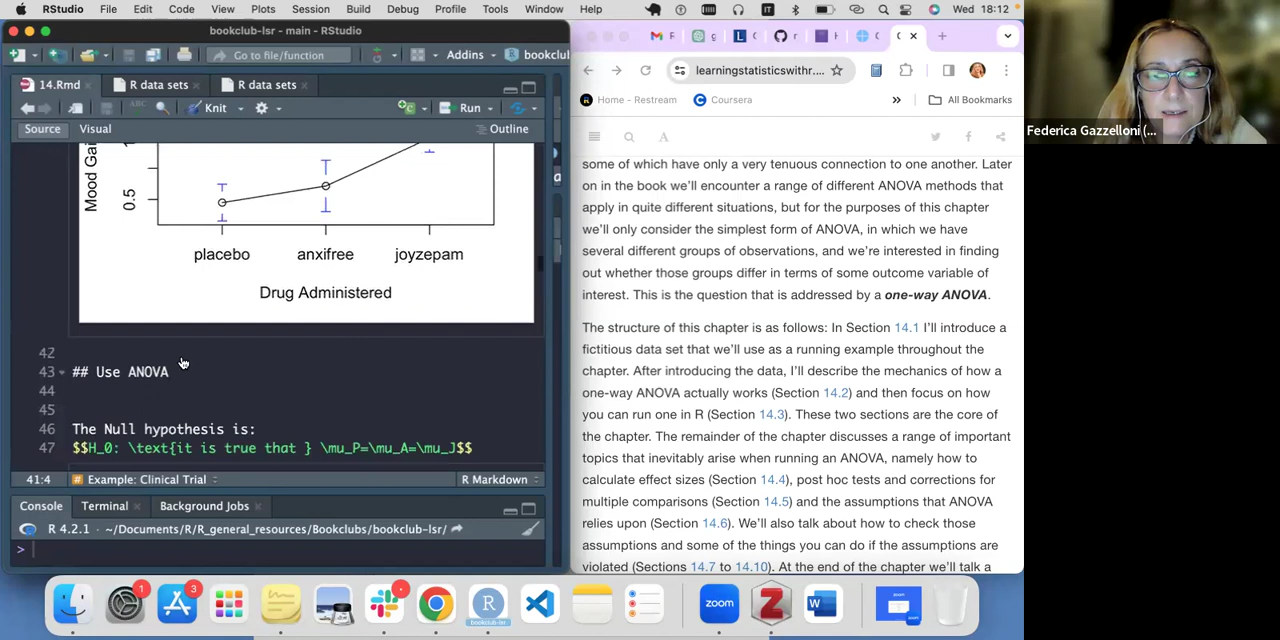 RStudio File Edit Code View Plots Session Build Debug Profile Tools Window Help Wed 18:12
bookclub-lsr - main - RStudio
Go to file/function Addins bookclu
14.Rmd R data sets R data sets
Knit Run
Source Visual Outline
Mood Gai
0.5
placebo anxifree joyzepam
Drug Administered
42
43 ## Use ANOVA
44
45
46 The Null hypothesis is:
47 $$H_0: \text{it is true that } \mu_P=\mu_A=\mu_J$$
41:4 Example: Clinical Trial R Markdown
Console Terminal Background Jobs
R 4.2.1 · ~/Documents/R/R_general_resources/Bookclubs/bookclub-lsr/
>
learningstatisticswithr....
Home - Restream Coursera » All Bookmarks
some of which have only a very tenuous connection to one another. Later
on in the book we'll encounter a range of different ANOVA methods that
apply in quite different situations, but for the purposes of this chapter
we'll only consider the simplest form of ANOVA, in which we have
several different groups of observations, and we're interested in finding
out whether those groups differ in terms of some outcome variable of
interest. This is the question that is addressed by a one-way ANOVA.
The structure of this chapter is as follows: In Section 14.1 I'll introduce a
fictitious data set that we'll use as a running example throughout the
chapter. After introducing the data, I'll describe the mechanics of how a
one-way ANOVA actually works (Section 14.2) and then focus on how
you can run one in R (Section 14.3). These two sections are the core of
the chapter. The remainder of the chapter discusses a range of important
topics that inevitably arise when running an ANOVA, namely how to
calculate effect sizes (Section 14.4), post hoc tests and corrections for
multiple comparisons (Section 14.5) and the assumptions that ANOVA
relies upon (Section 14.6). We'll also talk about how to check those
assumptions and some of the things you can do if the assumptions are
violated (Sections 14.7 to 14.10). At the end of the chapter we'll talk a
Federica Gazzelloni (...
1 3
zoom
bookclub-lsr